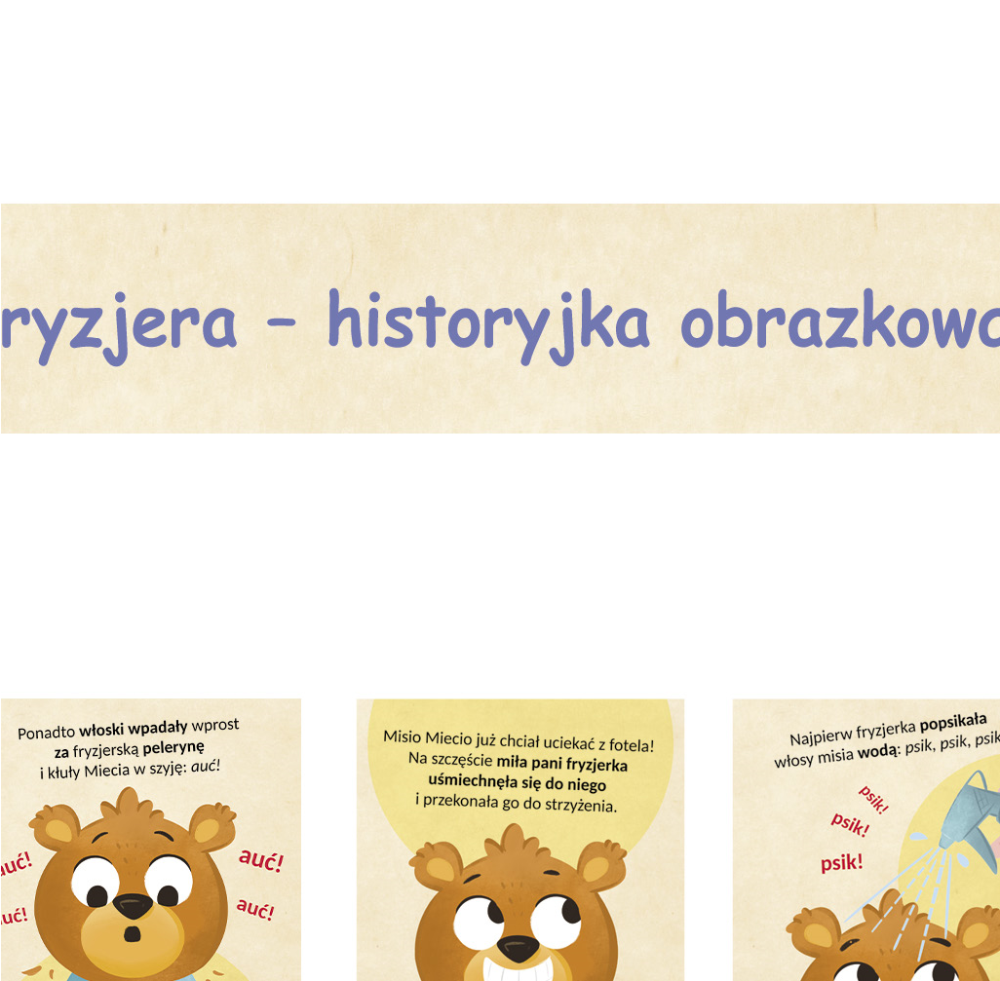 ryzjera – historyjka obrazkowa
Ponadto włoski wpadały wprost
za fryzjerską pelerynę
i kłuły Miecia w szyję: auć!
auć!
auć!
auć!
auć!
Misio Miecio już chciał uciekać z fotela!
Na szczęście miła pani fryzjerka
uśmiechnęła się do niego
i przekonała go do strzyżenia.
Najpierw fryzjerka popsikała
włosy misia wodą: psik, psik, psik
psik!
psik!
psik!